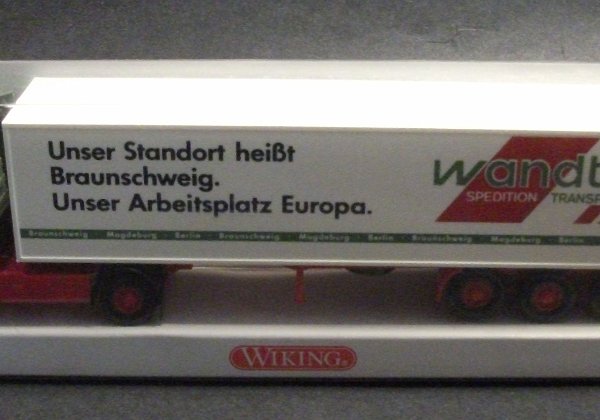 Unser Standort heißt
Braunschweig.
Unser Arbeitsplatz Europa.
wandt
SPEDITION TRANSP
Braunschweig - Magdeburg - Berlin - Braunschweig - Magdeburg - Berlin - Braunschweig - Magdeburg - Berlin
WIKING®